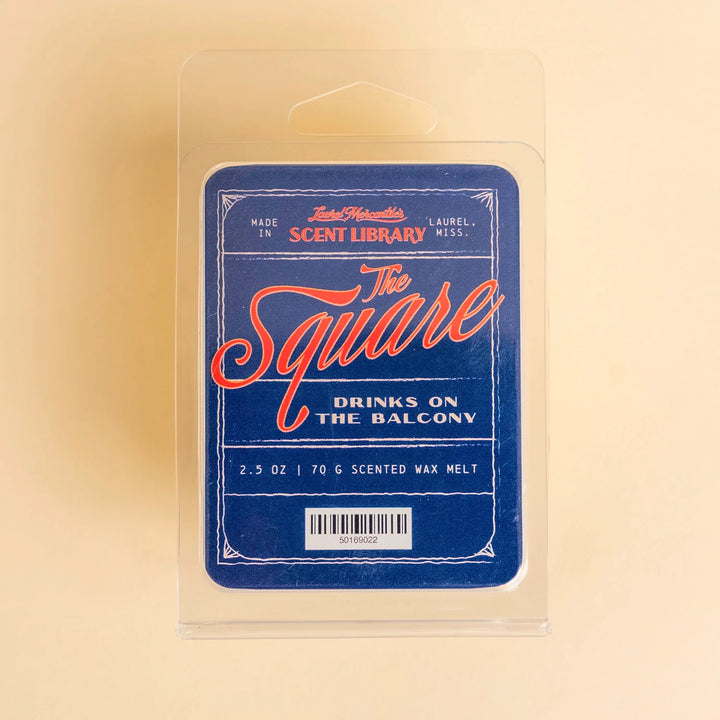 MADE IN
Laurel Mercantile's
SCENT LIBRARY
LAUREL, MISS.
The
Square
DRINKS ON
THE BALCONY
2.5 OZ | 70 G SCENTED WAX MELT
50169022